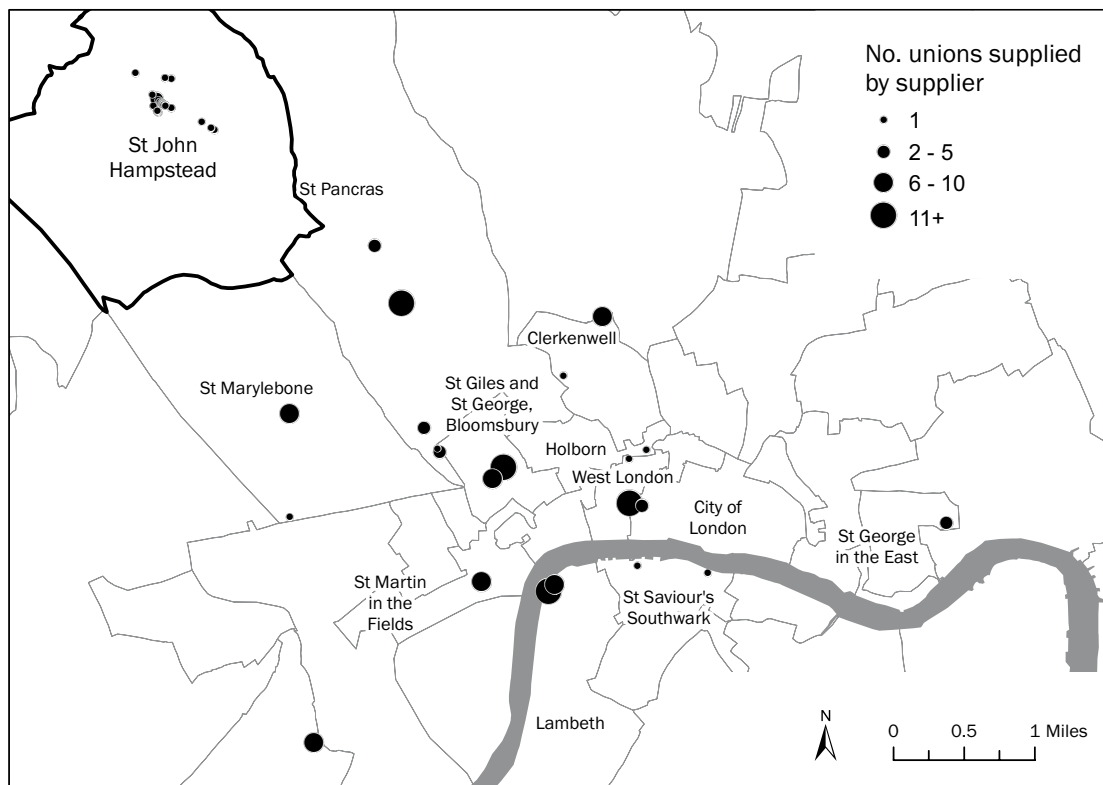 No. unions supplied
by supplier
1
2 - 5
6 - 10
11+
St John
Hampstead
St Pancras
Clerkenwell
St Marylebone
St Giles and
St George,
Bloomsbury
Holborn
West London
City of
London
St George
in the East
St Martin
in the
Fields
St Saviour's
Southwark
Lambeth
N
0 0.5 1 Miles